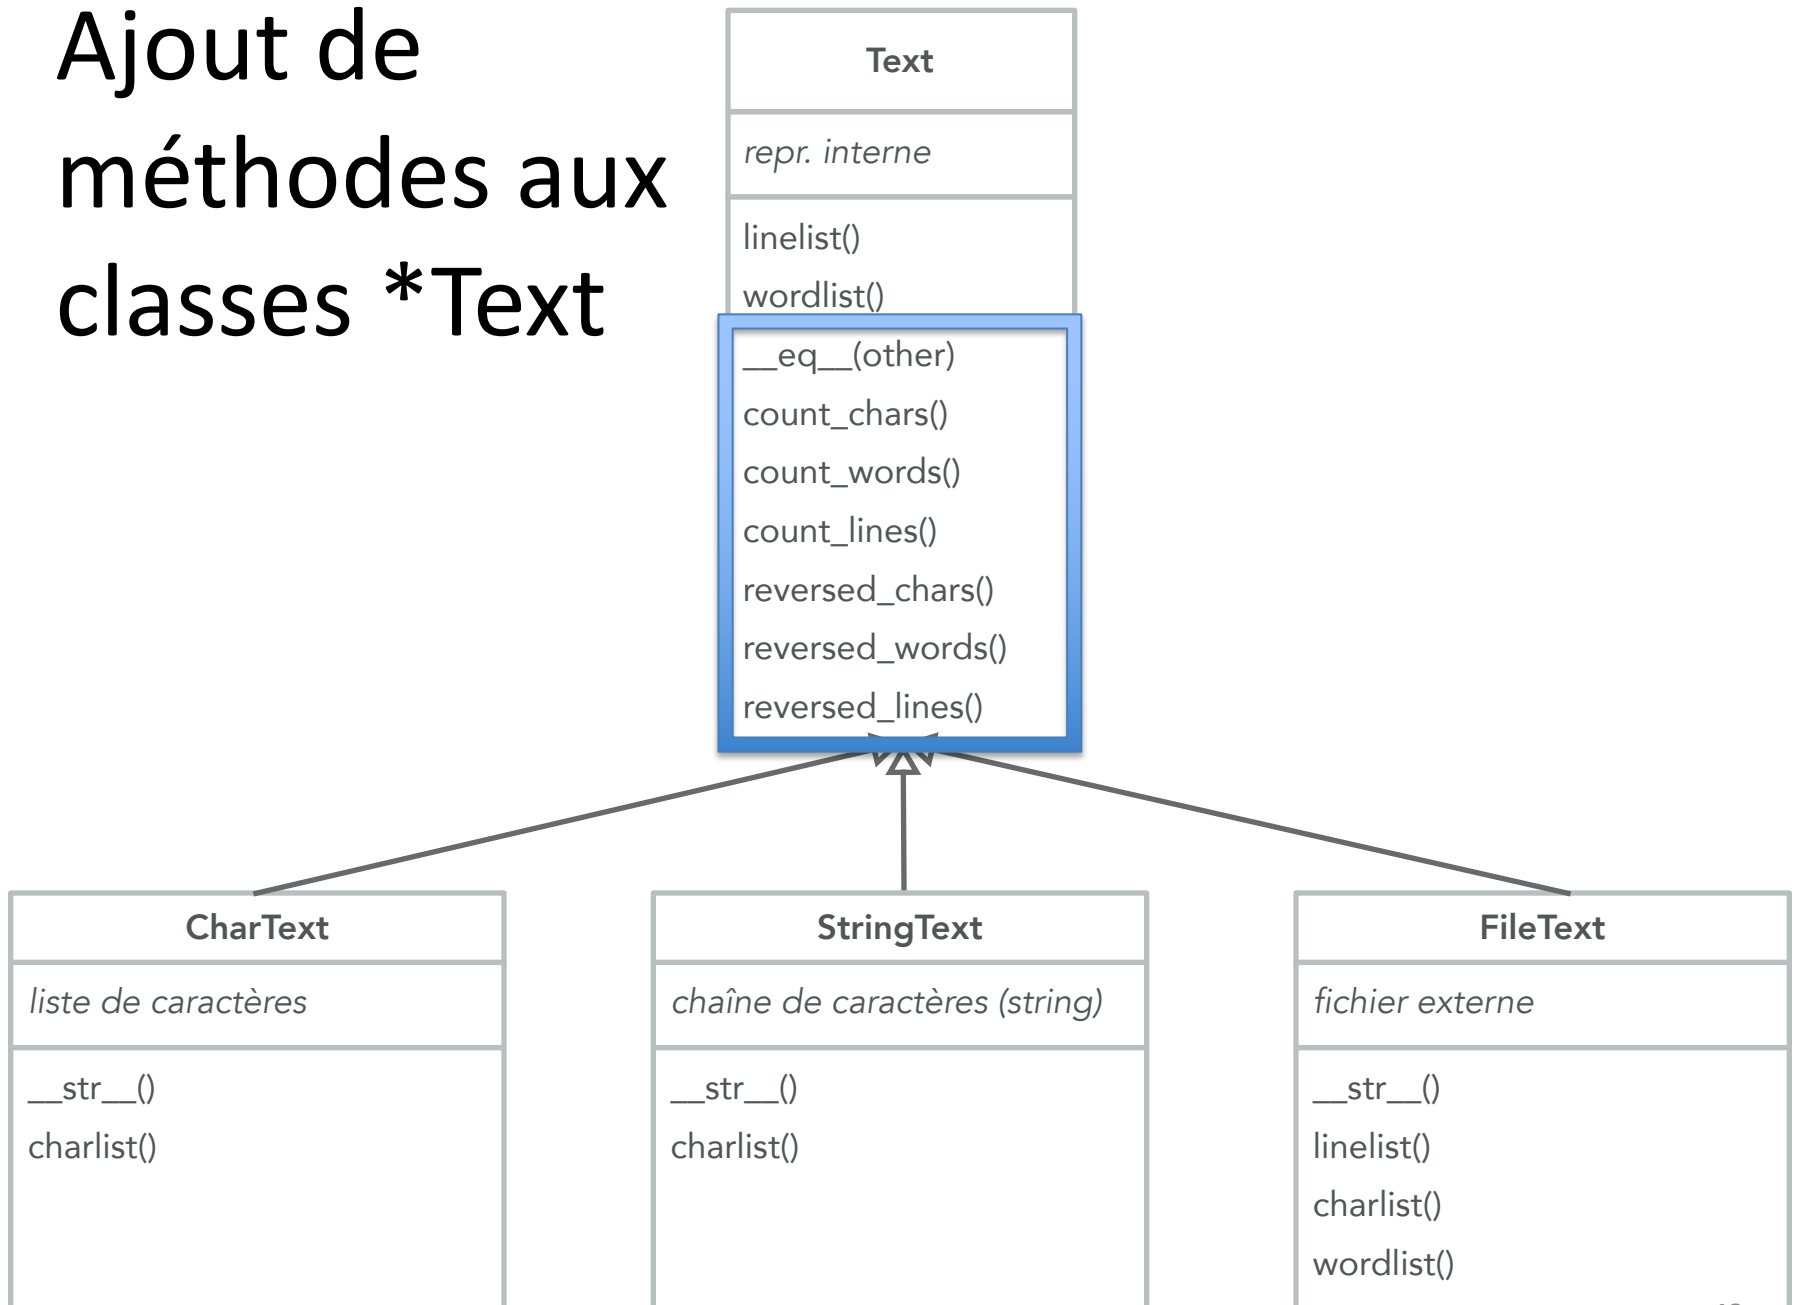 Ajout de
méthodes aux
classes *Text
Text
repr. interne
linelist()
wordlist()
__eq__(other)
count_chars()
count_words()
count_lines()
reversed_chars()
reversed_words()
reversed_lines()
CharText
liste de caractères
__str__()
charlist()
StringText
chaîne de caractères (string)
__str__()
charlist()
FileText
fichier externe
__str__()
linelist()
charlist()
wordlist()